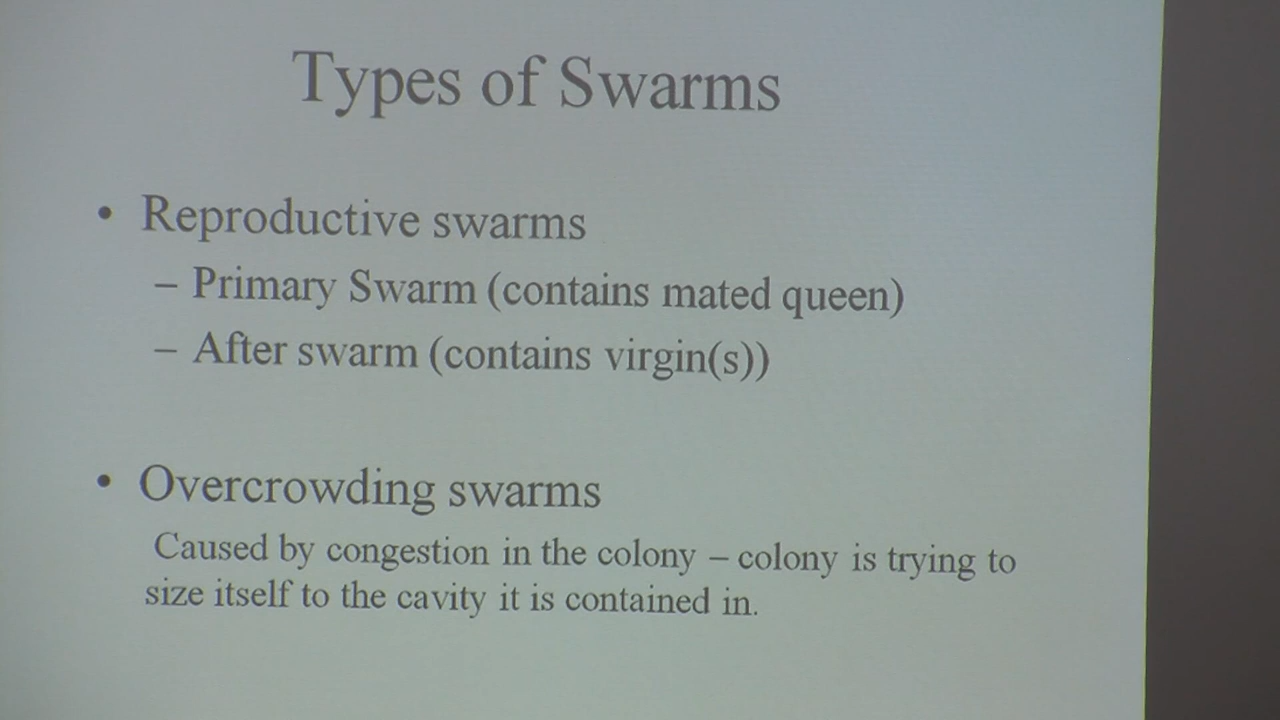 Types of Swarms
• Reproductive swarms
– Primary Swarm (contains mated queen)
– After swarm (contains virgin(s))
• Overcrowding swarms
Caused by congestion in the colony – colony is trying to
size itself to the cavity it is contained in.